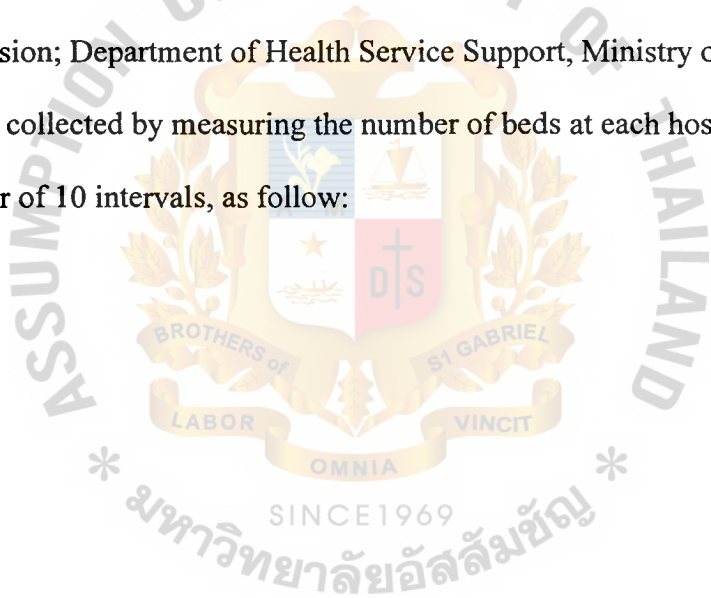 sion; Department of Health Service Support, Ministry o
collected by measuring the number of beds at each hos
r of 10 intervals, as follow:
ASSUMPTION
OF THAILAND
D S
BROTHERS of ST GABRIEL
LABOR
VINCIT
OMNIA
SINCE1969
* มหาวิทยาลัยอัสสัมชัญ *